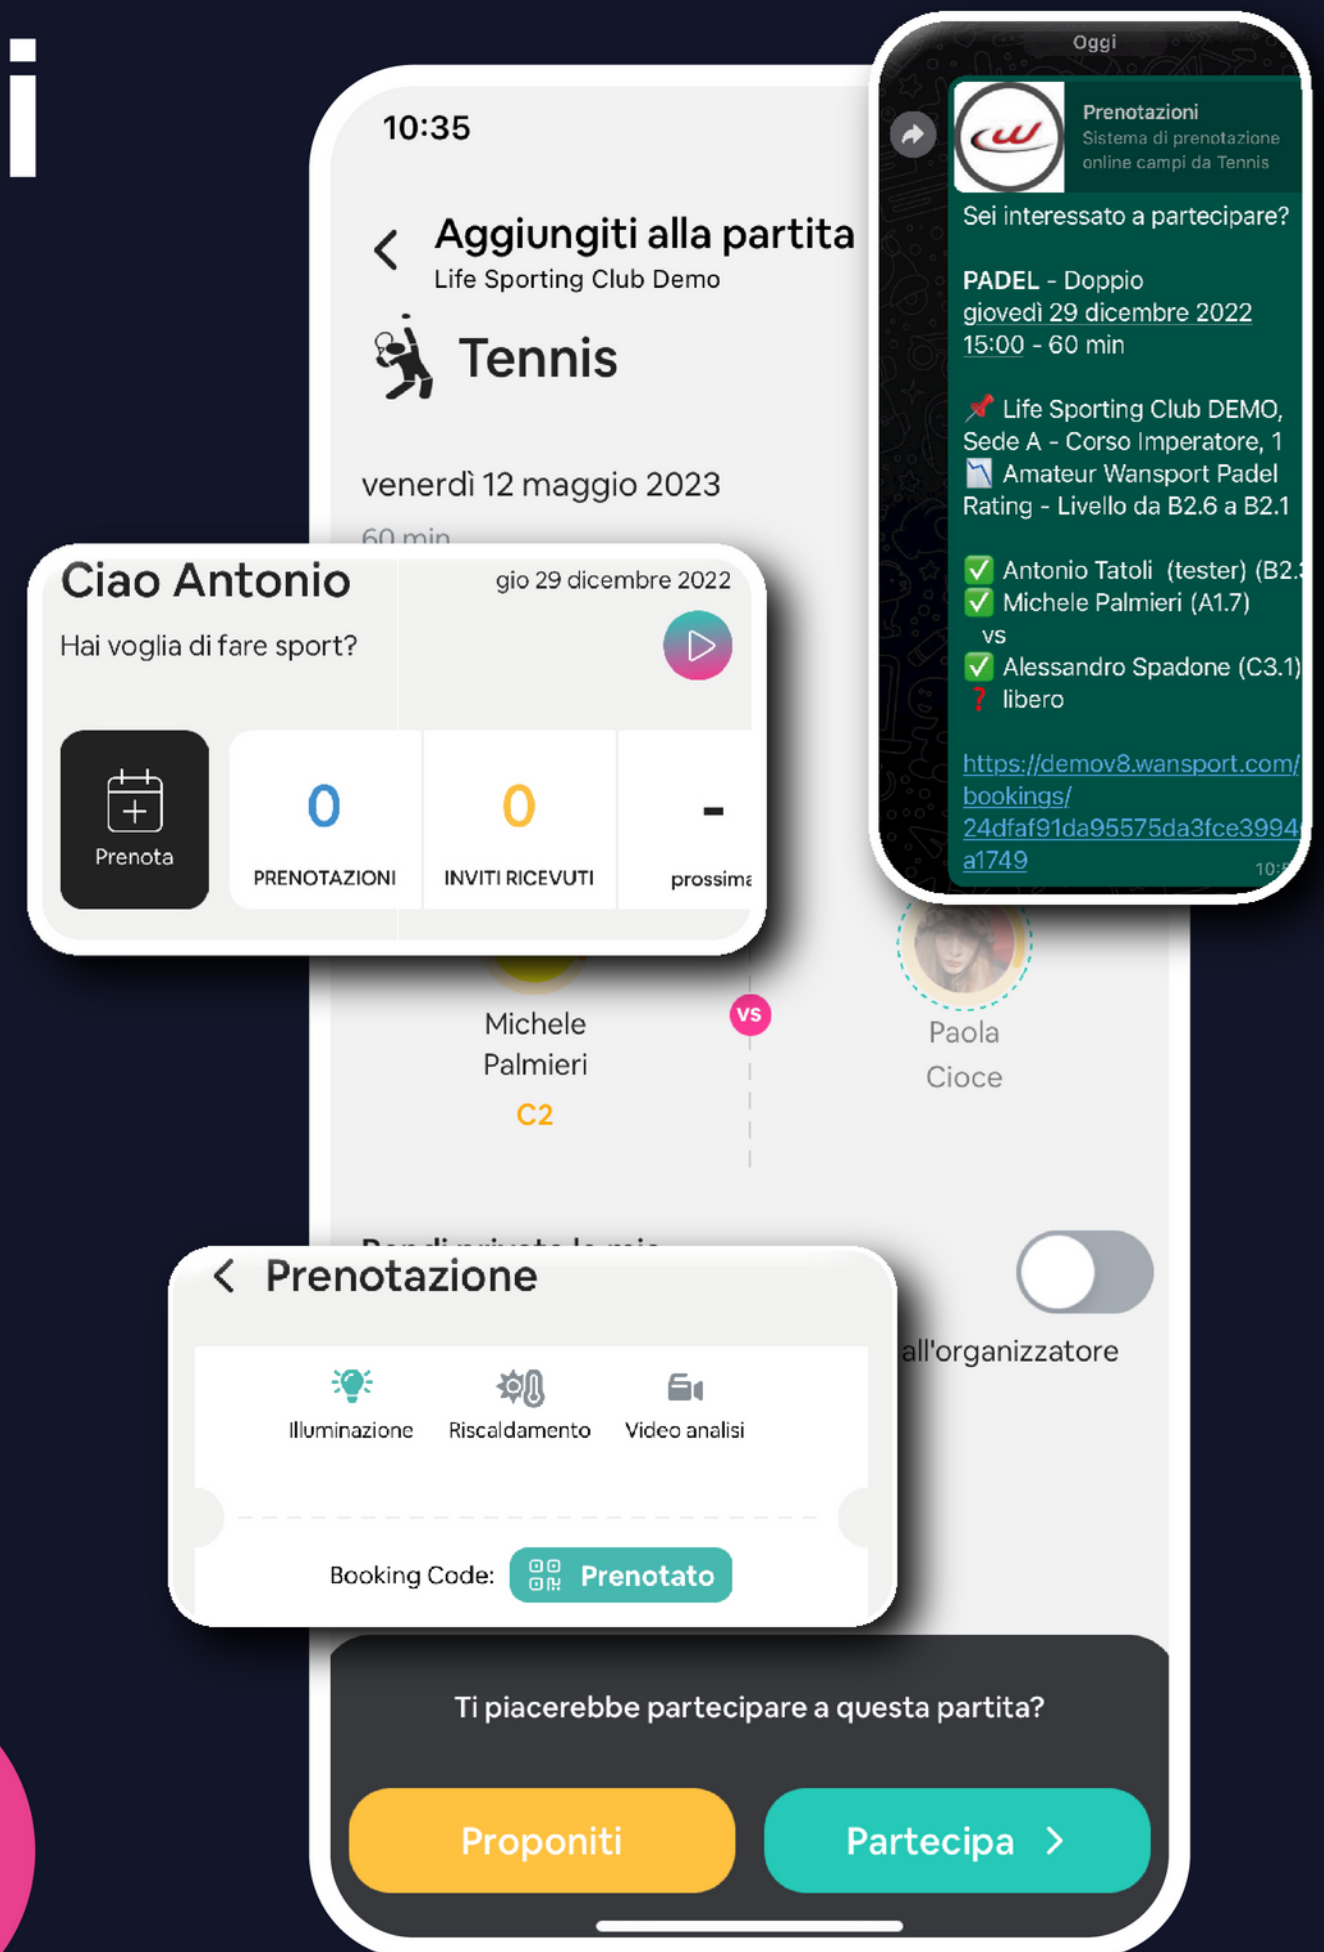 i
10:35
Aggiungiti alla partita
Life Sporting Club Demo
Tennis
venerdì 12 maggio 2023
60 min
Oggi
Prenotazioni
Sistema di prenotazione
online campi da Tennis
Sei interessato a partecipare?
PADEL - Doppio
giovedì 29 dicembre 2022
15:00 - 60 min
📌 Life Sporting Club DEMO,
Sede A - Corso Imperatore, 1
📉 Amateur Wansport Padel
Rating - Livello da B2.6 a B2.1
✅ Antonio Tatoli (tester) (B2.
✅ Michele Palmieri (A1.7)
vs
✅ Alessandro Spadone (C3.1)
❓ libero
https://demov8.wansport.com/
bookings/
24dfaf91da95575da3fce3994
a1749
10:
Ciao Antonio
gio 29 dicembre 2022
Hai voglia di fare sport?
Prenota
0
PRENOTAZIONI
0
INVITI RICEVUTI
-
prossima
Michele
Palmieri
C2
VS
Paola
Cioce
all'organizzatore
Prenotazione
Illuminazione
Riscaldamento
Video analisi
Booking Code:
Prenotato
Ti piacerebbe partecipare a questa partita?
Proponiti
Partecipa >